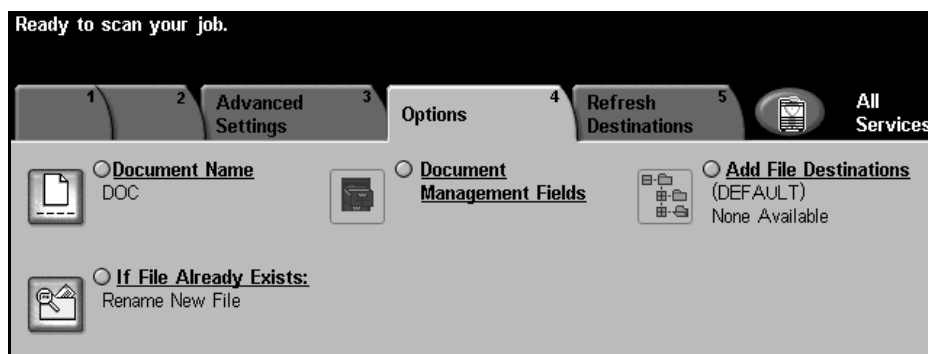 Ready to scan your job.
1
2
Advanced Settings
3
Options
4
Refresh Destinations
5
All Services
Document Name
DOC
Document Management Fields
Add File Destinations
(DEFAULT)
None Available
If File Already Exists:
Rename New File